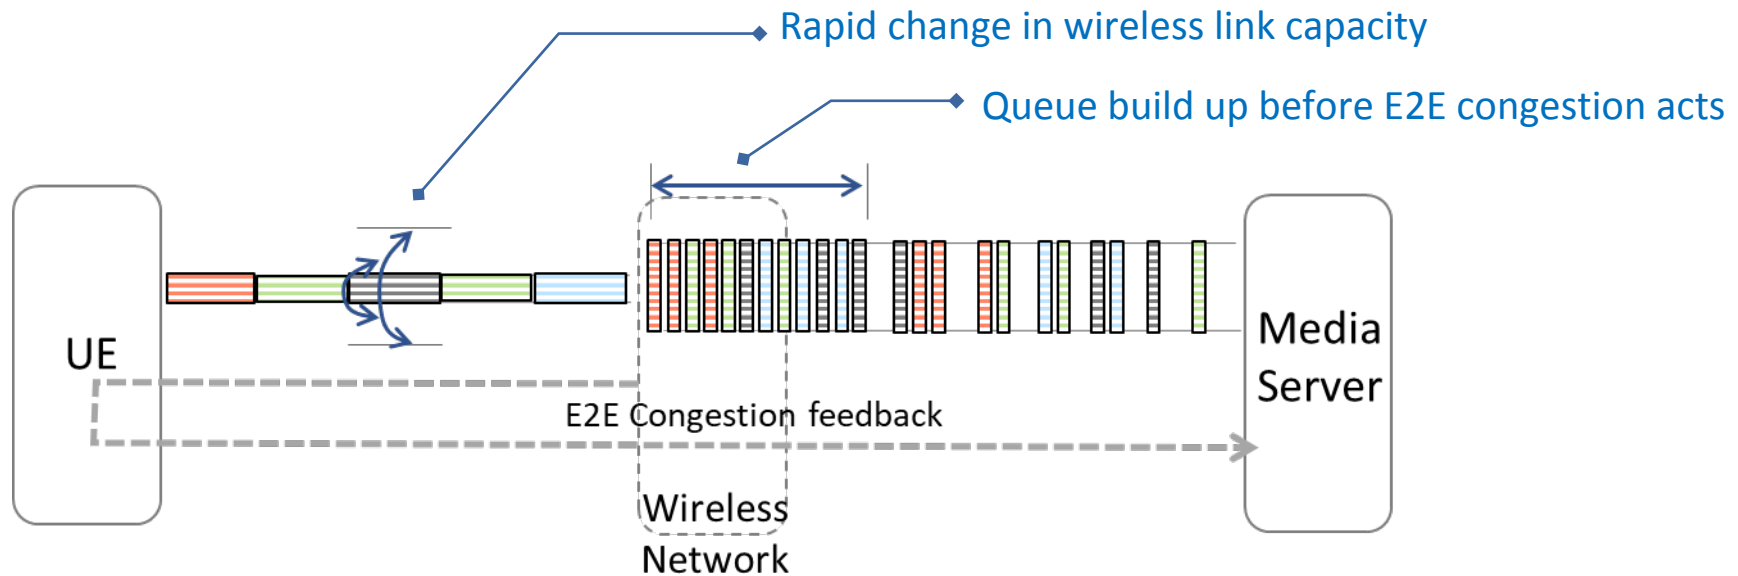 Rapid change in wireless link capacity
Queue build up before E2E congestion acts
UE
Media
Server
E2E Congestion feedback
Wireless
Network